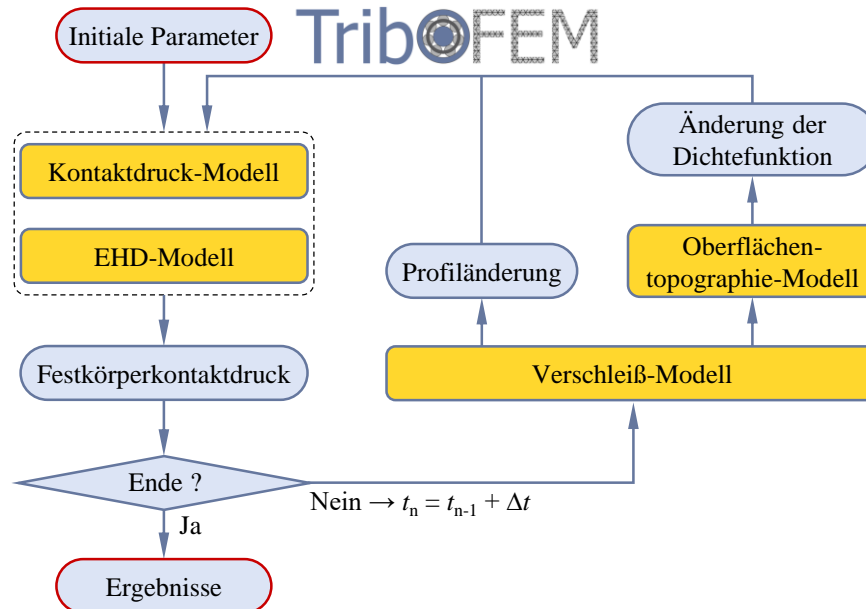 Initiale Parameter
TriboFEM
Kontaktdruck-Modell
EHD-Modell
Festkörperkontaktdruck
Ende ?
Nein → tn = tn-1 + Δt
Ja
Ergebnisse
Profiländerung
Änderung der
Dichtefunktion
Oberflächen-
topographie-Modell
Verschleiß-Modell